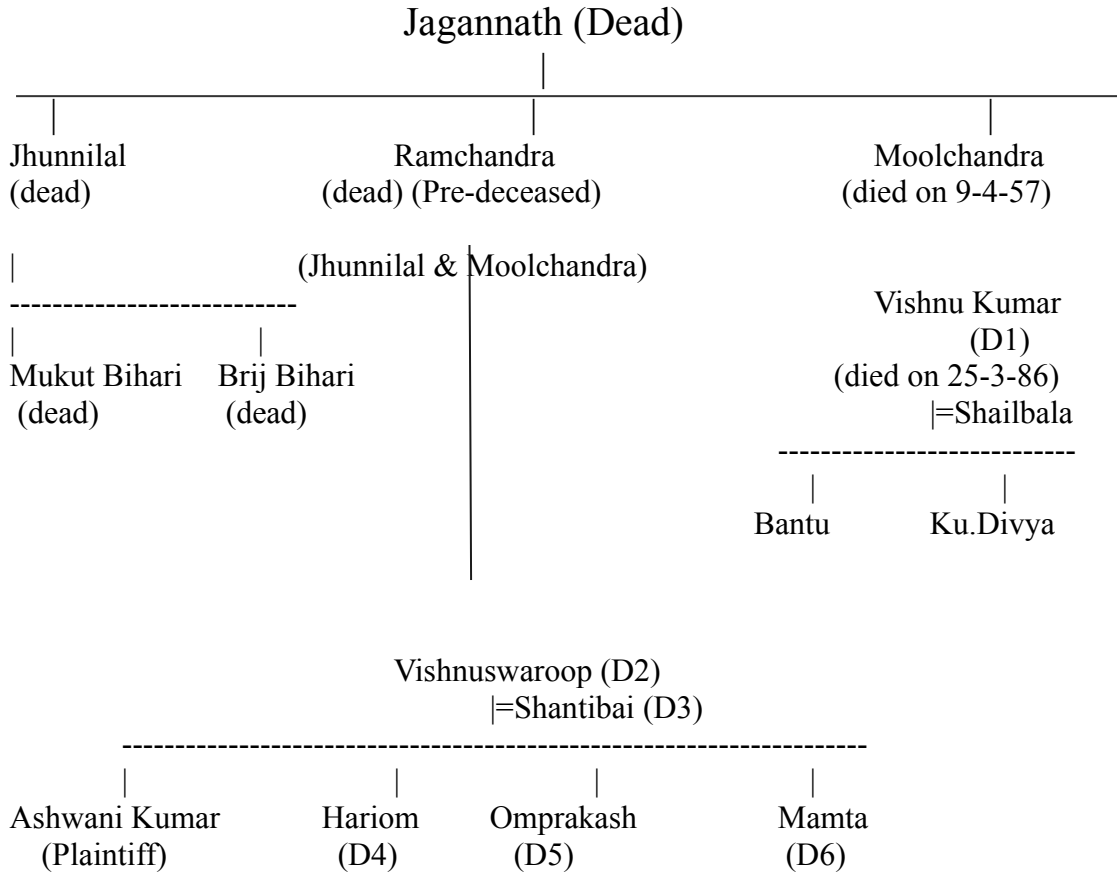 Jagannath (Dead)
Jhunnilal Ramchandra Moolchandra
(dead) (dead) (Pre-deceased) (died on 9-4-57)
(Jhunnilal & Moolchandra)
Vishnu Kumar
(D1)
Mukut Bihari Brij Bihari (died on 25-3-86)
(dead) (dead) |=Shailbala
Bantu Ku.Divya
Vishnuswaroop (D2)
|=Shantibai (D3)
Ashwani Kumar Hariom Omprakash Mamta
(Plaintiff) (D4) (D5) (D6)